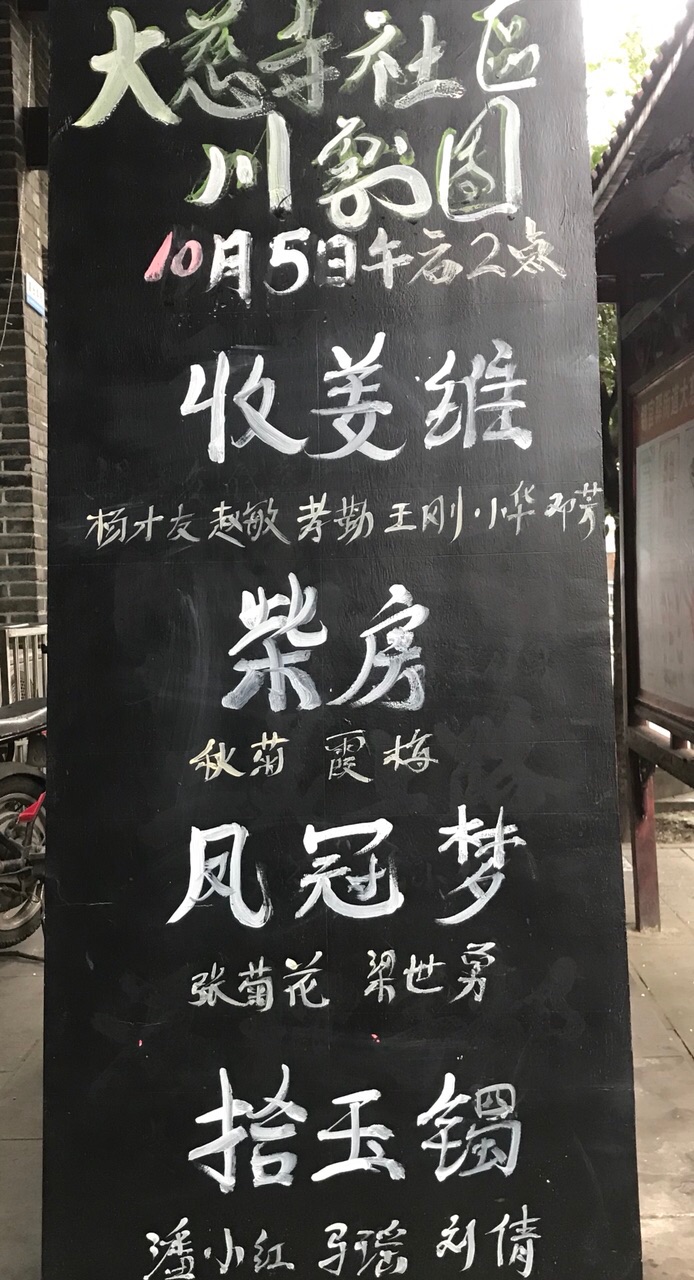 大慈寺社區
川剧团
10月5日午后2点
收姜维
杨才友 赵敏 孝勤 王刚 小华 邓芳
柴房
秋菊 霞梅
凤冠梦
张菊花 梁世勇
拾玉镯
潘小红 马瑶 刘倩